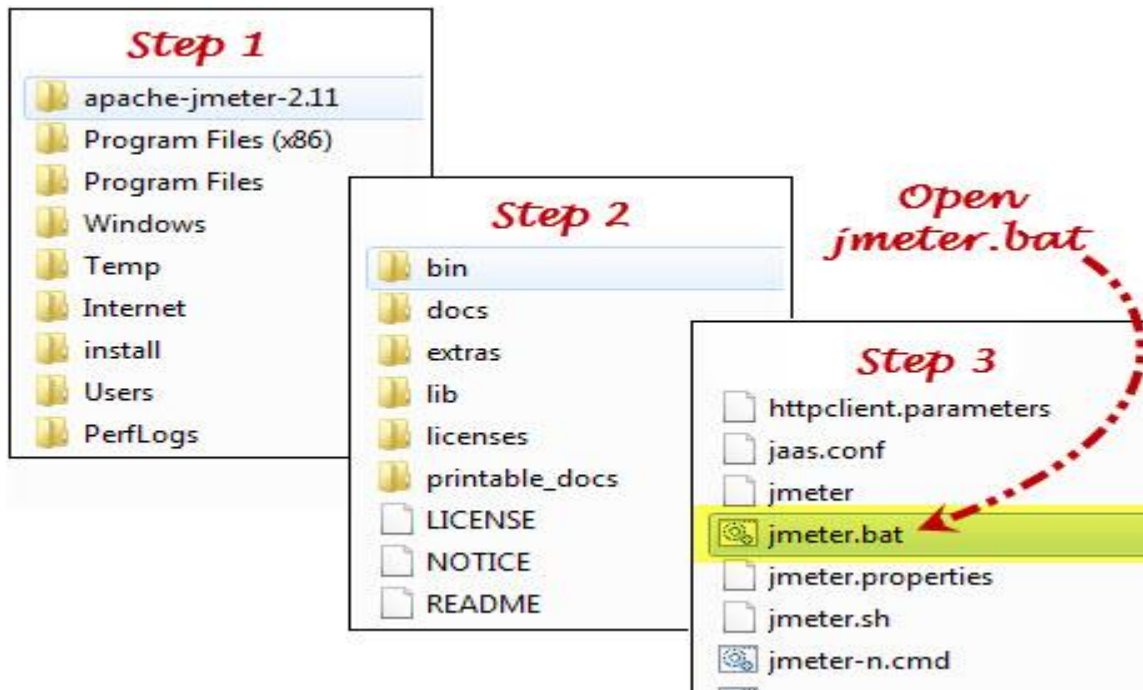 Step 1
apache-jmeter-2.11
Program Files (x86)
Program Files
Windows
Temp
Internet
install
Users
PerfLogs
Step 2
bin
docs
extras
lib
licenses
printable_docs
LICENSE
NOTICE
README
Open
jmeter.bat
Step 3
httpclient.parameters
jaas.conf
jmeter
jmeter.bat
jmeter.properties
jmeter.sh
jmeter-n.cmd